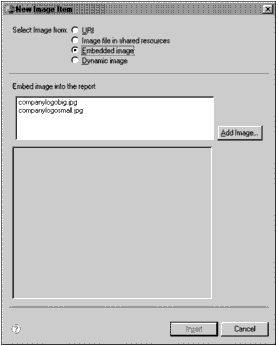 New Image Item
Select Image from:
URI
Image file in shared resources
Embedded image
Dynamic image
Embed image into the report
companylogobig.jpg
companylogosmall.jpg
Add Image...
?
Insert
Cancel